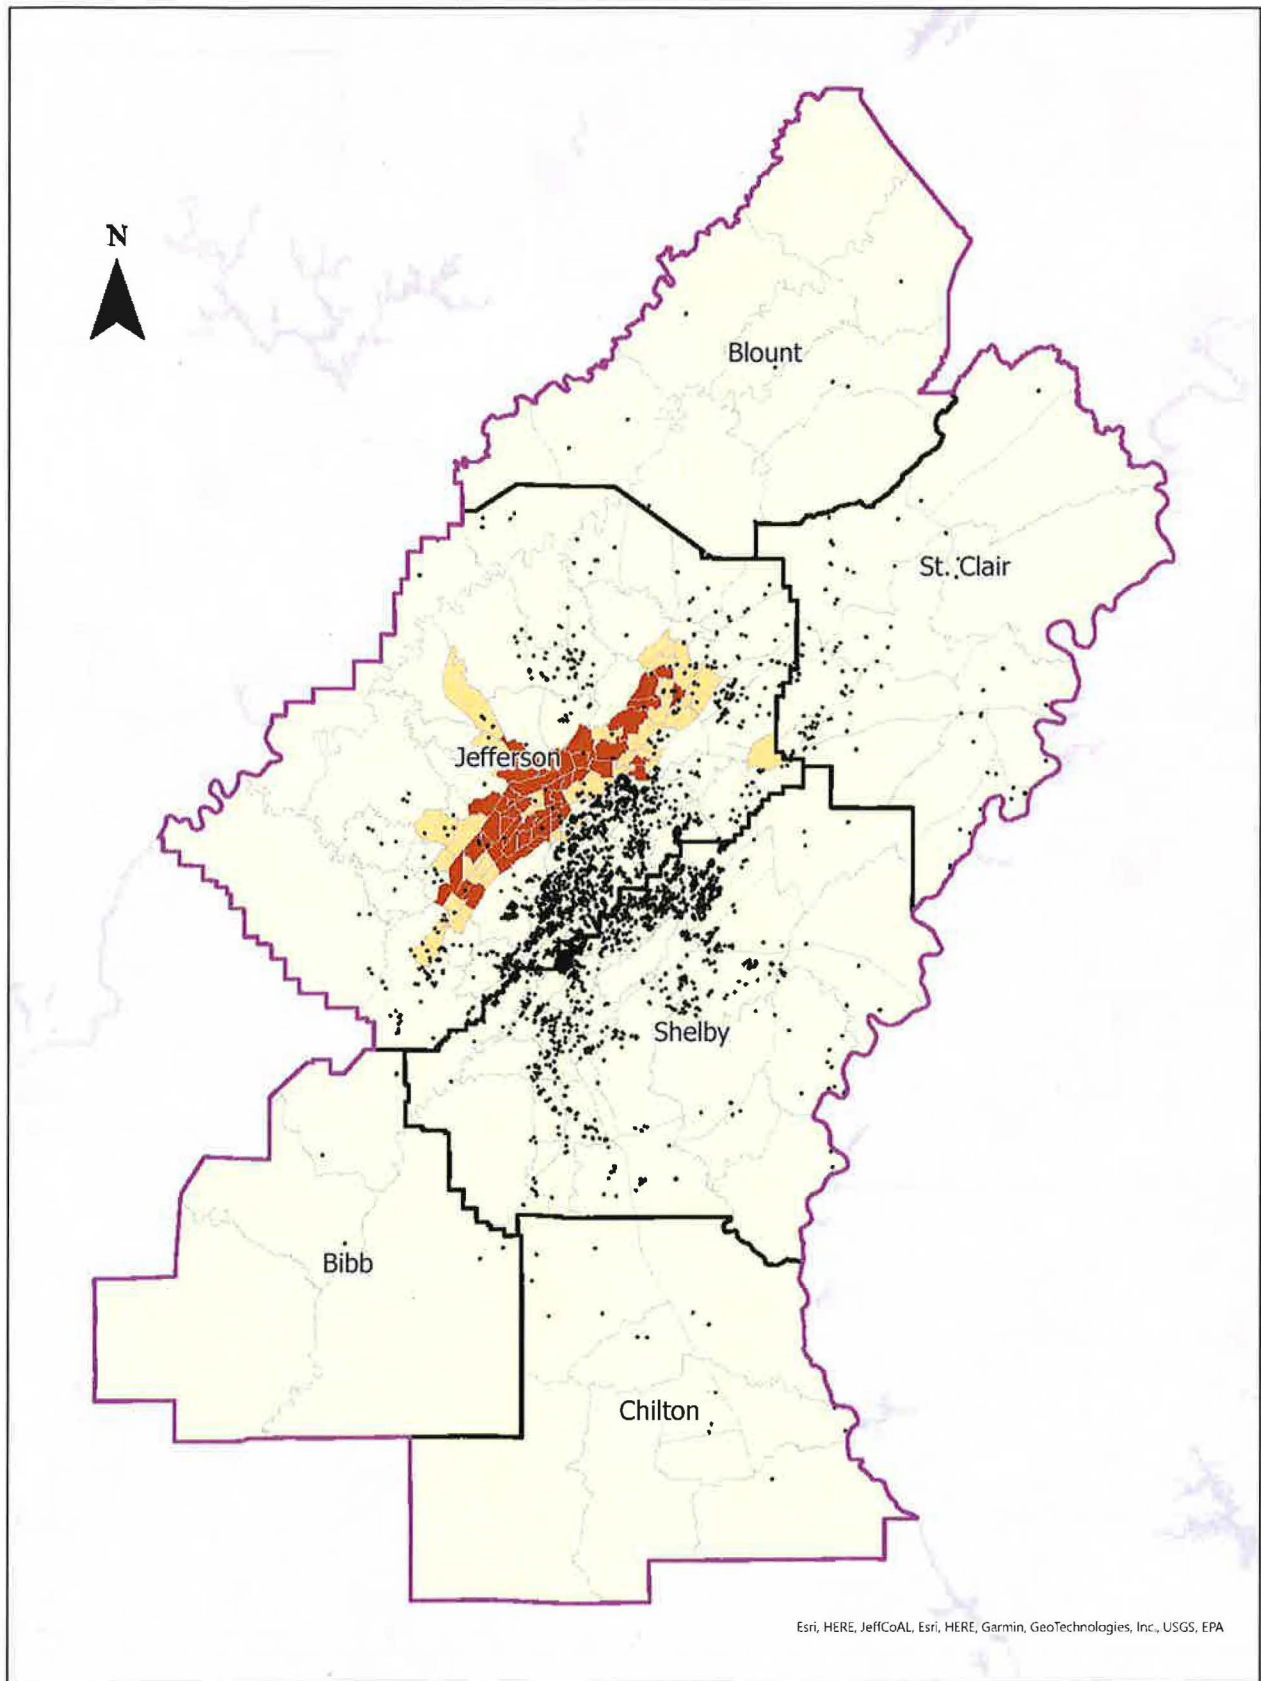 N
Blount
St. Clair
Jefferson
Shelby
Bibb
Chilton
Esri, HERE, JeffCoAL, Esri, HERE, Garmin, GeoTechnologies, Inc., USGS, EPA